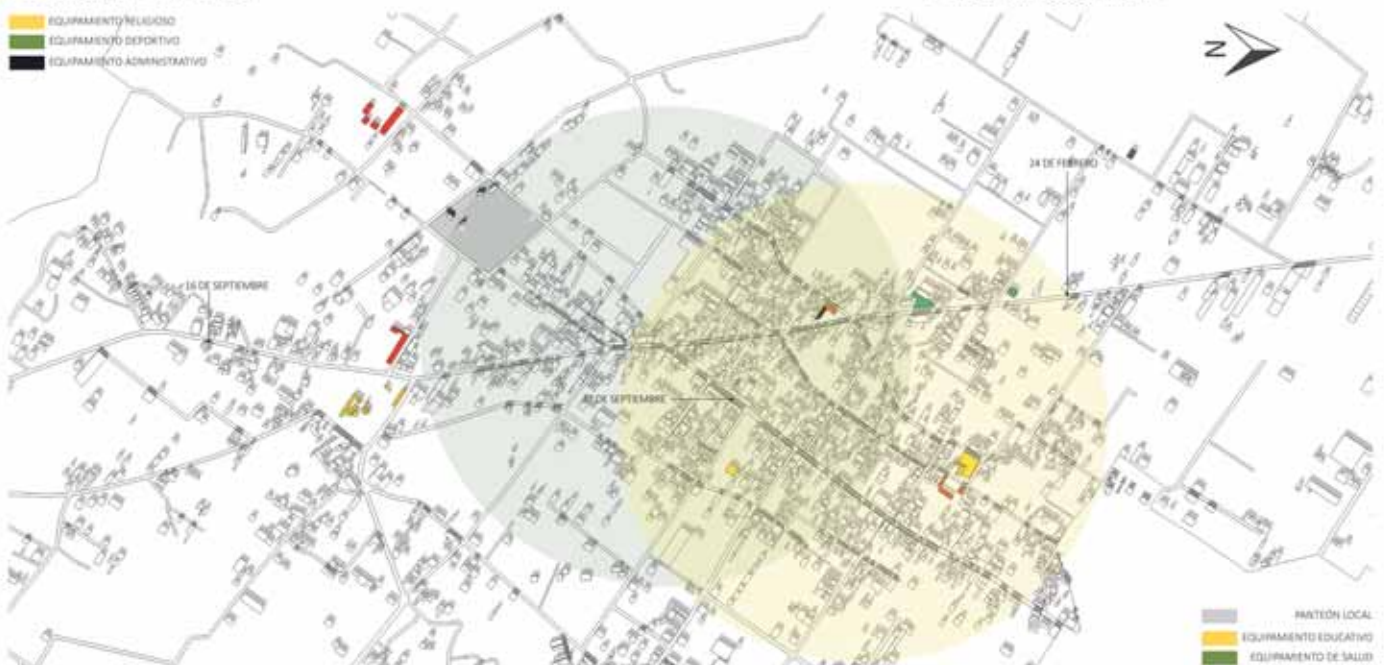 EQUIPAMIENTO RELIGIOSO
EQUIPAMIENTO DEPORTIVO
EQUIPAMIENTO ADMINISTRATIVO
N
24 DE FEBRERO
16 DE SEPTIEMBRE
DE SEPTIEMBRE
PANTEÓN LOCAL
EQUIPAMIENTO EDUCATIVO
EQUIPAMIENTO DE SALUD